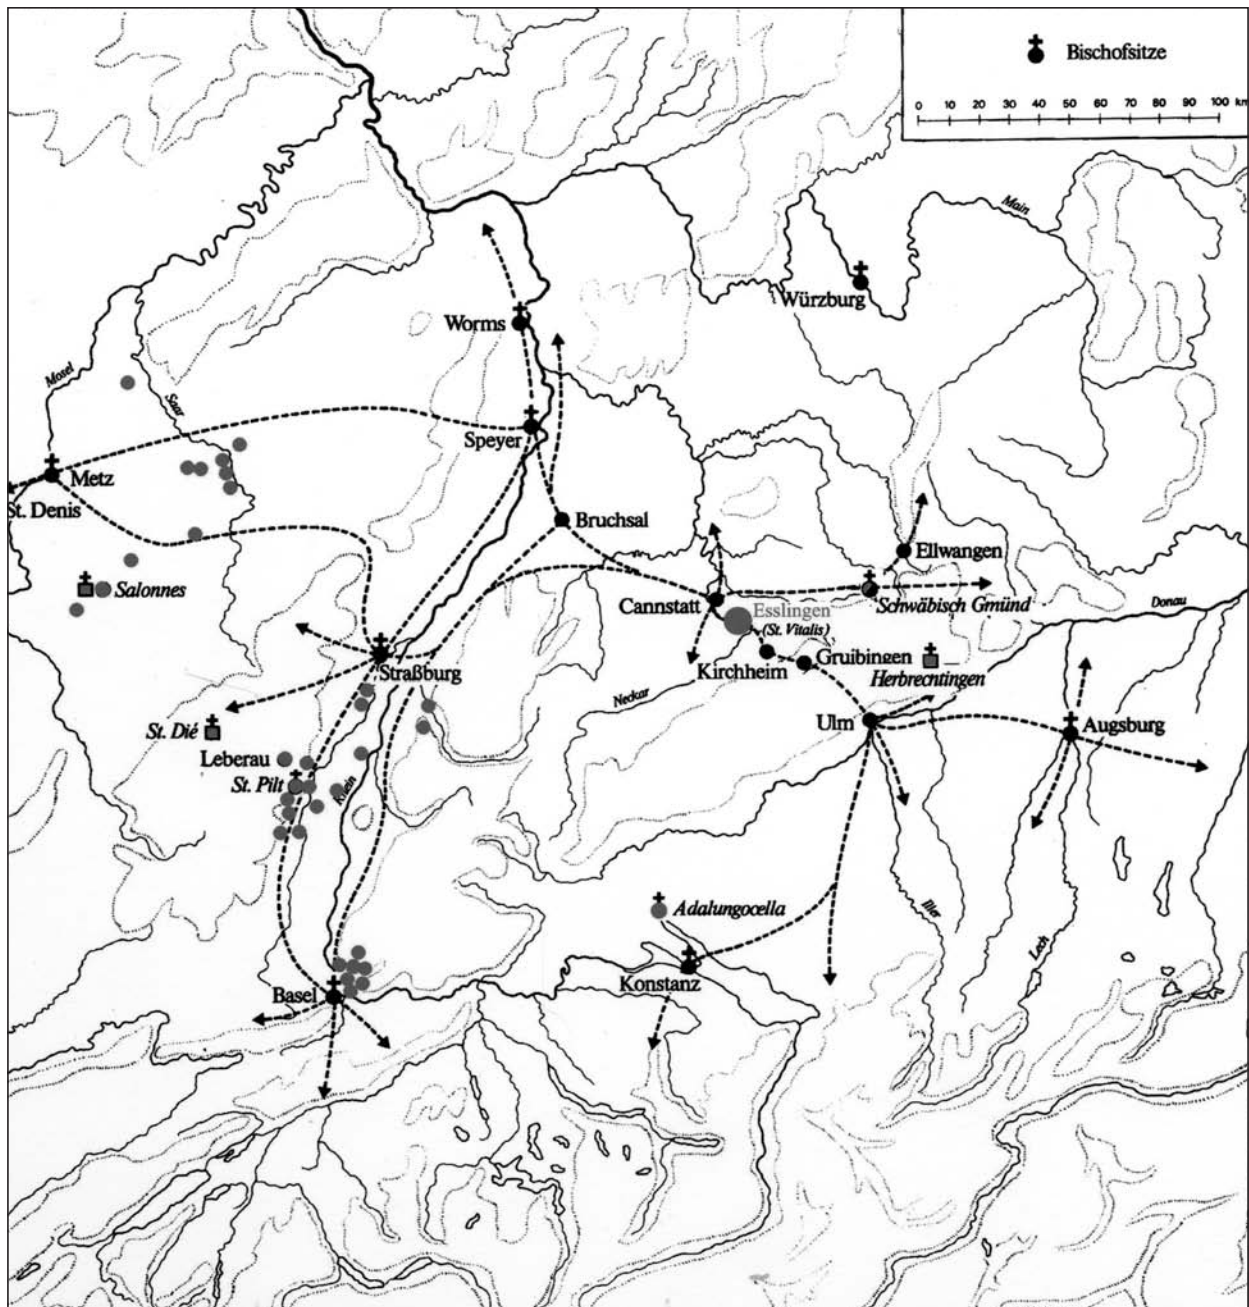 Bischofsitze
0 10 20 30 40 50 60 70 80 90 100 km
Main
Würzburg
Worms
Mosel
Saar
Speyer
Metz
St. Denis
Bruchsal
Ellwangen
Salonnes
Cannstatt
Esslingen
(St. Vitalis)
Schwäbisch Gmünd
Donau
Straßburg
Kirchheim
Gruibingen
Herbrechtingen
Neckar
St. Dié
Ulm
Augsburg
Leberau
St. Pilt
Rhein
Adalungocella
Iller
Lech
Basel
Konstanz